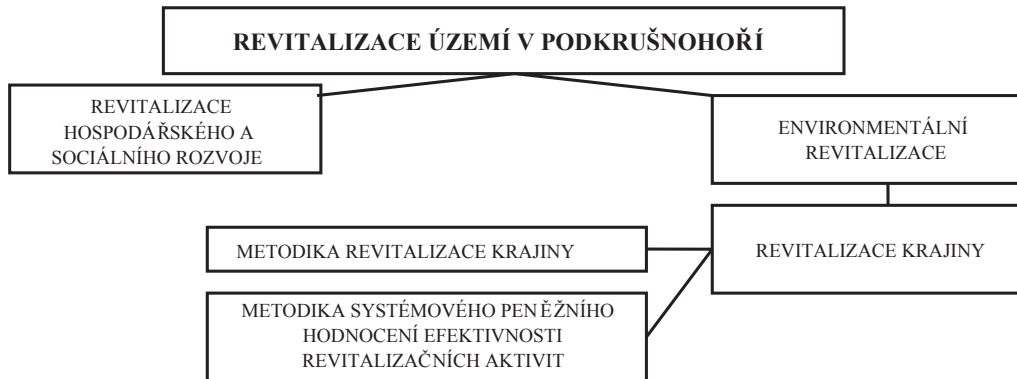 REVITALIZACE ÚZEMÍ V PODKRUŠNOHOŘÍ
REVITALIZACE
HOSPODÁŘSKÉHO A
SOCIÁLNÍHO ROZVOJE
ENVIRONMENTÁLNÍ
REVITALIZACE
METODIKA REVITALIZACE KRAJINY
REVITALIZACE KRAJINY
METODIKA SYSTÉMOVÉHO PENĚŽNÍHO
HODNOCENÍ EFEKTIVNOSTI
REVITALIZAČNÍCH AKTIVIT